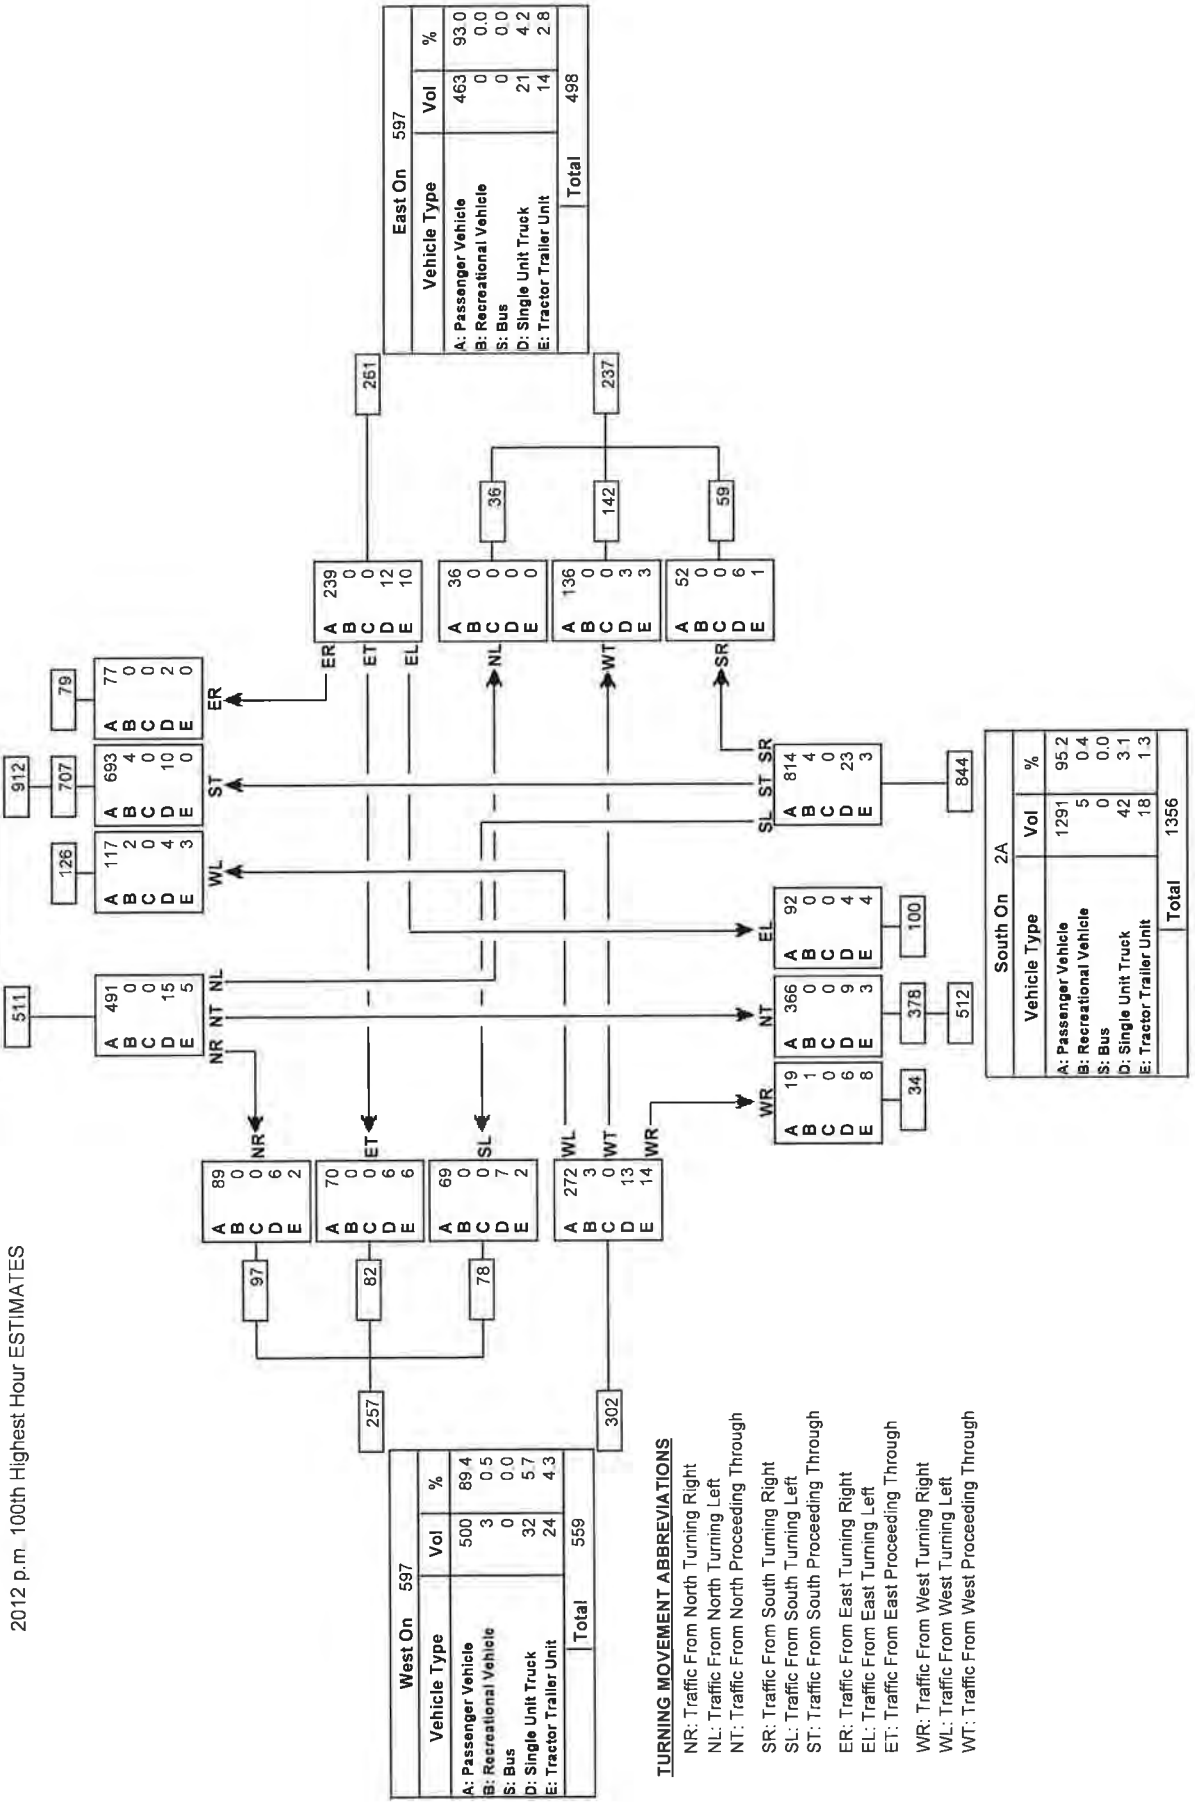 2012 p.m. 100th Highest Hour ESTIMATES
511
A 491
B 0
C 0
D 15
E 5
NR NT NL
126
A 117
B 2
C 0
D 4
E 3
WL
912
707
A 693
B 4
C 0
D 10
E 0
ST
79
A 77
B 0
C 0
D 2
E 0
ER
A 89
B 0
C 0
D 6
E 2
NR
97
A 70
B 0
C 0
D 6
E 6
ET
82
A 69
B 0
C 0
D 7
E 2
SL
78
257
A 272
B 3
C 0
D 13
E 14
WL
WT
WR
302
West On 597
Vehicle Type Vol %
A: Passenger Vehicle 500 89.4
B: Recreational Vehicle 3 0.5
S: Bus 0 0.0
D: Single Unit Truck 32 5.7
E: Tractor Trailer Unit 24 4.3
Total 559
ER
ET
EL
A 239
B 0
C 0
D 12
E 10
261
NL
A 36
B 0
C 0
D 0
E 0
36
WT
A 136
B 0
C 0
D 3
E 3
142
SR
A 52
B 0
C 0
D 6
E 1
59
237
East On 597
Vehicle Type Vol %
A: Passenger Vehicle 463 93.0
B: Recreational Vehicle 0 0.0
S: Bus 0 0.0
D: Single Unit Truck 21 4.2
E: Tractor Trailer Unit 14 2.8
Total 498
WR
A 19
B 1
C 0
D 6
E 8
34
NT
A 366
B 0
C 0
D 9
E 3
378
512
EL
A 92
B 0
C 0
D 4
E 4
100
SL ST SR
A 814
B 4
C 0
D 23
E 3
844
South On 2A
Vehicle Type Vol %
A: Passenger Vehicle 1291 95.2
B: Recreational Vehicle 5 0.4
S: Bus 0 0.0
D: Single Unit Truck 42 3.1
E: Tractor Trailer Unit 18 1.3
Total 1356
TURNING MOVEMENT ABBREVIATIONS
NR: Traffic From North Turning Right
NL: Traffic From North Turning Left
NT: Traffic From North Proceeding Through
SR: Traffic From South Turning Right
SL: Traffic From South Turning Left
ST: Traffic From South Proceeding Through
ER: Traffic From East Turning Right
EL: Traffic From East Turning Left
ET: Traffic From East Proceeding Through
WR: Traffic From West Turning Right
WL: Traffic From West Turning Left
WT: Traffic From West Proceeding Through